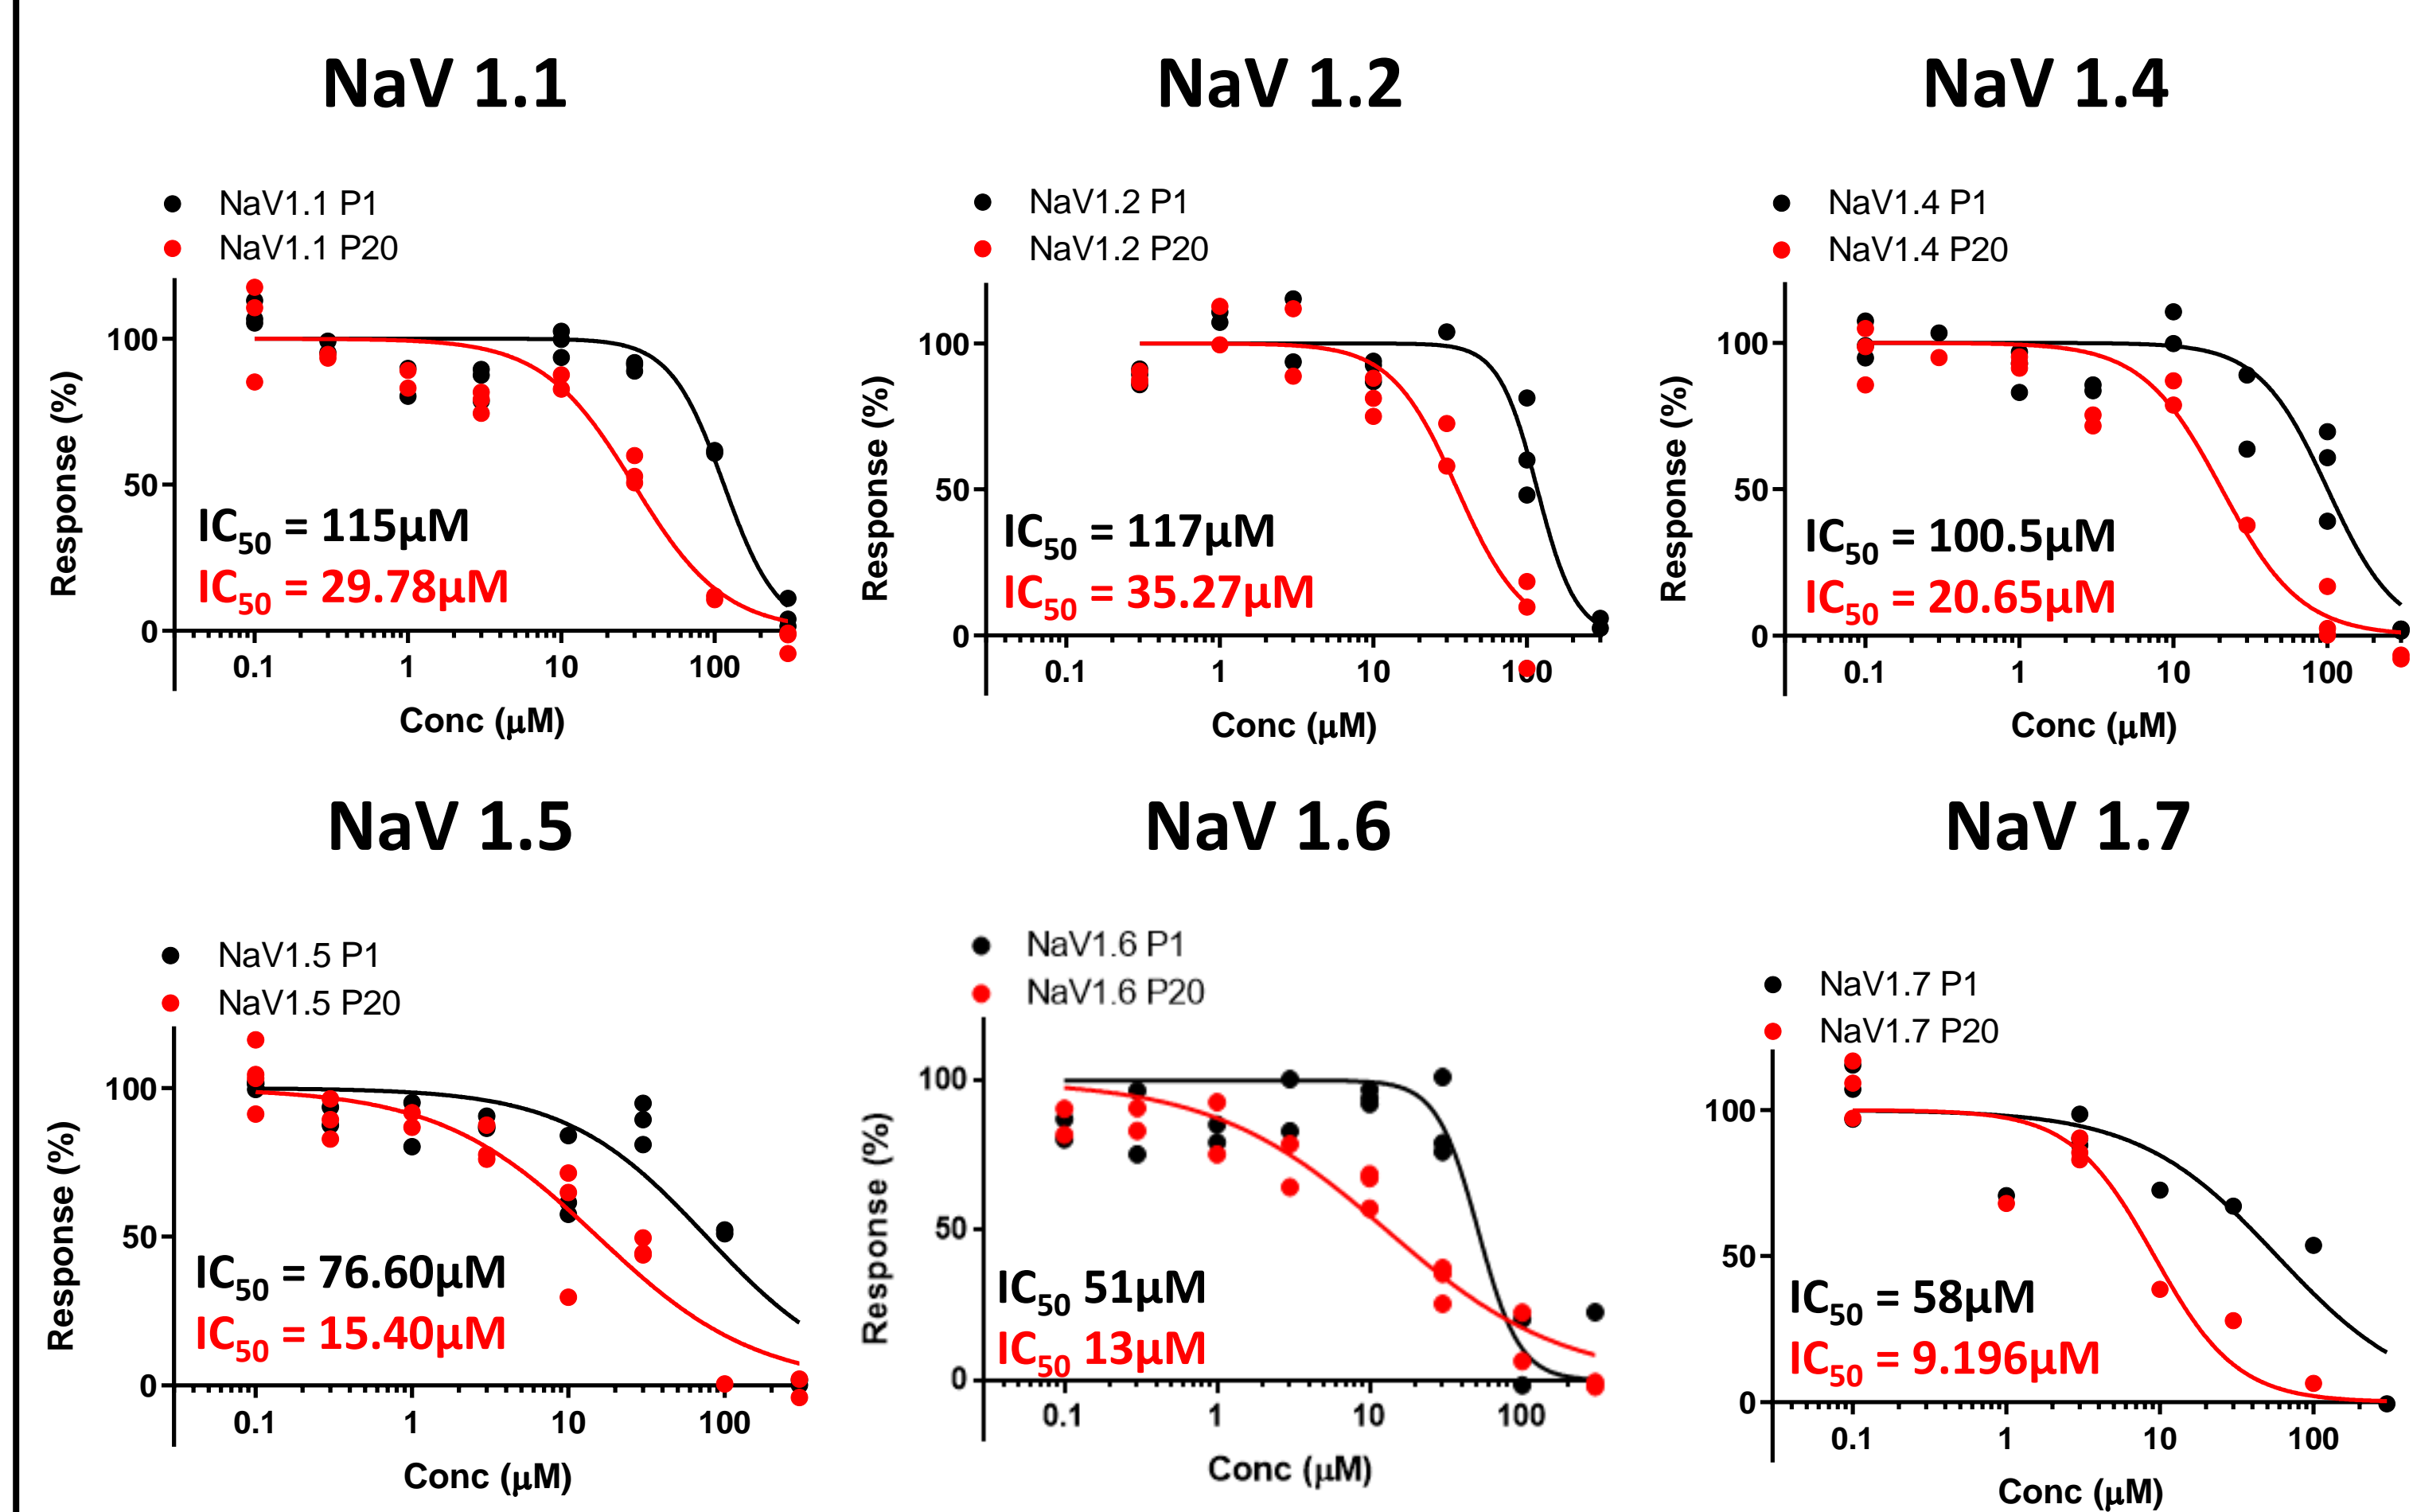 NaV 1.1
NaV1.1 P1
NaV1.1 P20
Response (%)
100
50
0
IC50 = 115µM
IC50 = 29.78µM
0.1 1 10 100
Conc (µM)
NaV 1.2
NaV1.2 P1
NaV1.2 P20
Response (%)
100
50
0
IC50 = 117µM
IC50 = 35.27µM
0.1 1 10 100
Conc (µM)
NaV 1.4
NaV1.4 P1
NaV1.4 P20
Response (%)
100
50
0
IC50 = 100.5µM
IC50 = 20.65µM
0.1 1 10 100
Conc (µM)
NaV 1.5
NaV1.5 P1
NaV1.5 P20
Response (%)
100
50
0
IC50 = 76.60µM
IC50 = 15.40µM
0.1 1 10 100
Conc (µM)
NaV 1.6
NaV1.6 P1
NaV1.6 P20
Response (%)
100
50
0
IC50 51µM
IC50 13µM
0.1 1 10 100
Conc (µM)
NaV 1.7
NaV1.7 P1
NaV1.7 P20
Response (%)
100
50
0
IC50 = 58µM
IC50 = 9.196µM
0.1 1 10 100
Conc (µM)